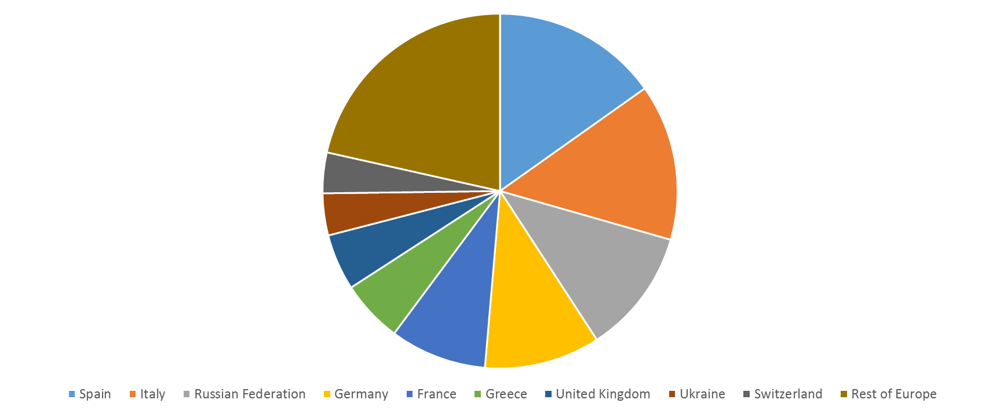 Spain Italy Russian Federation Germany France Greece United Kingdom Ukraine Switzerland Rest of Europe